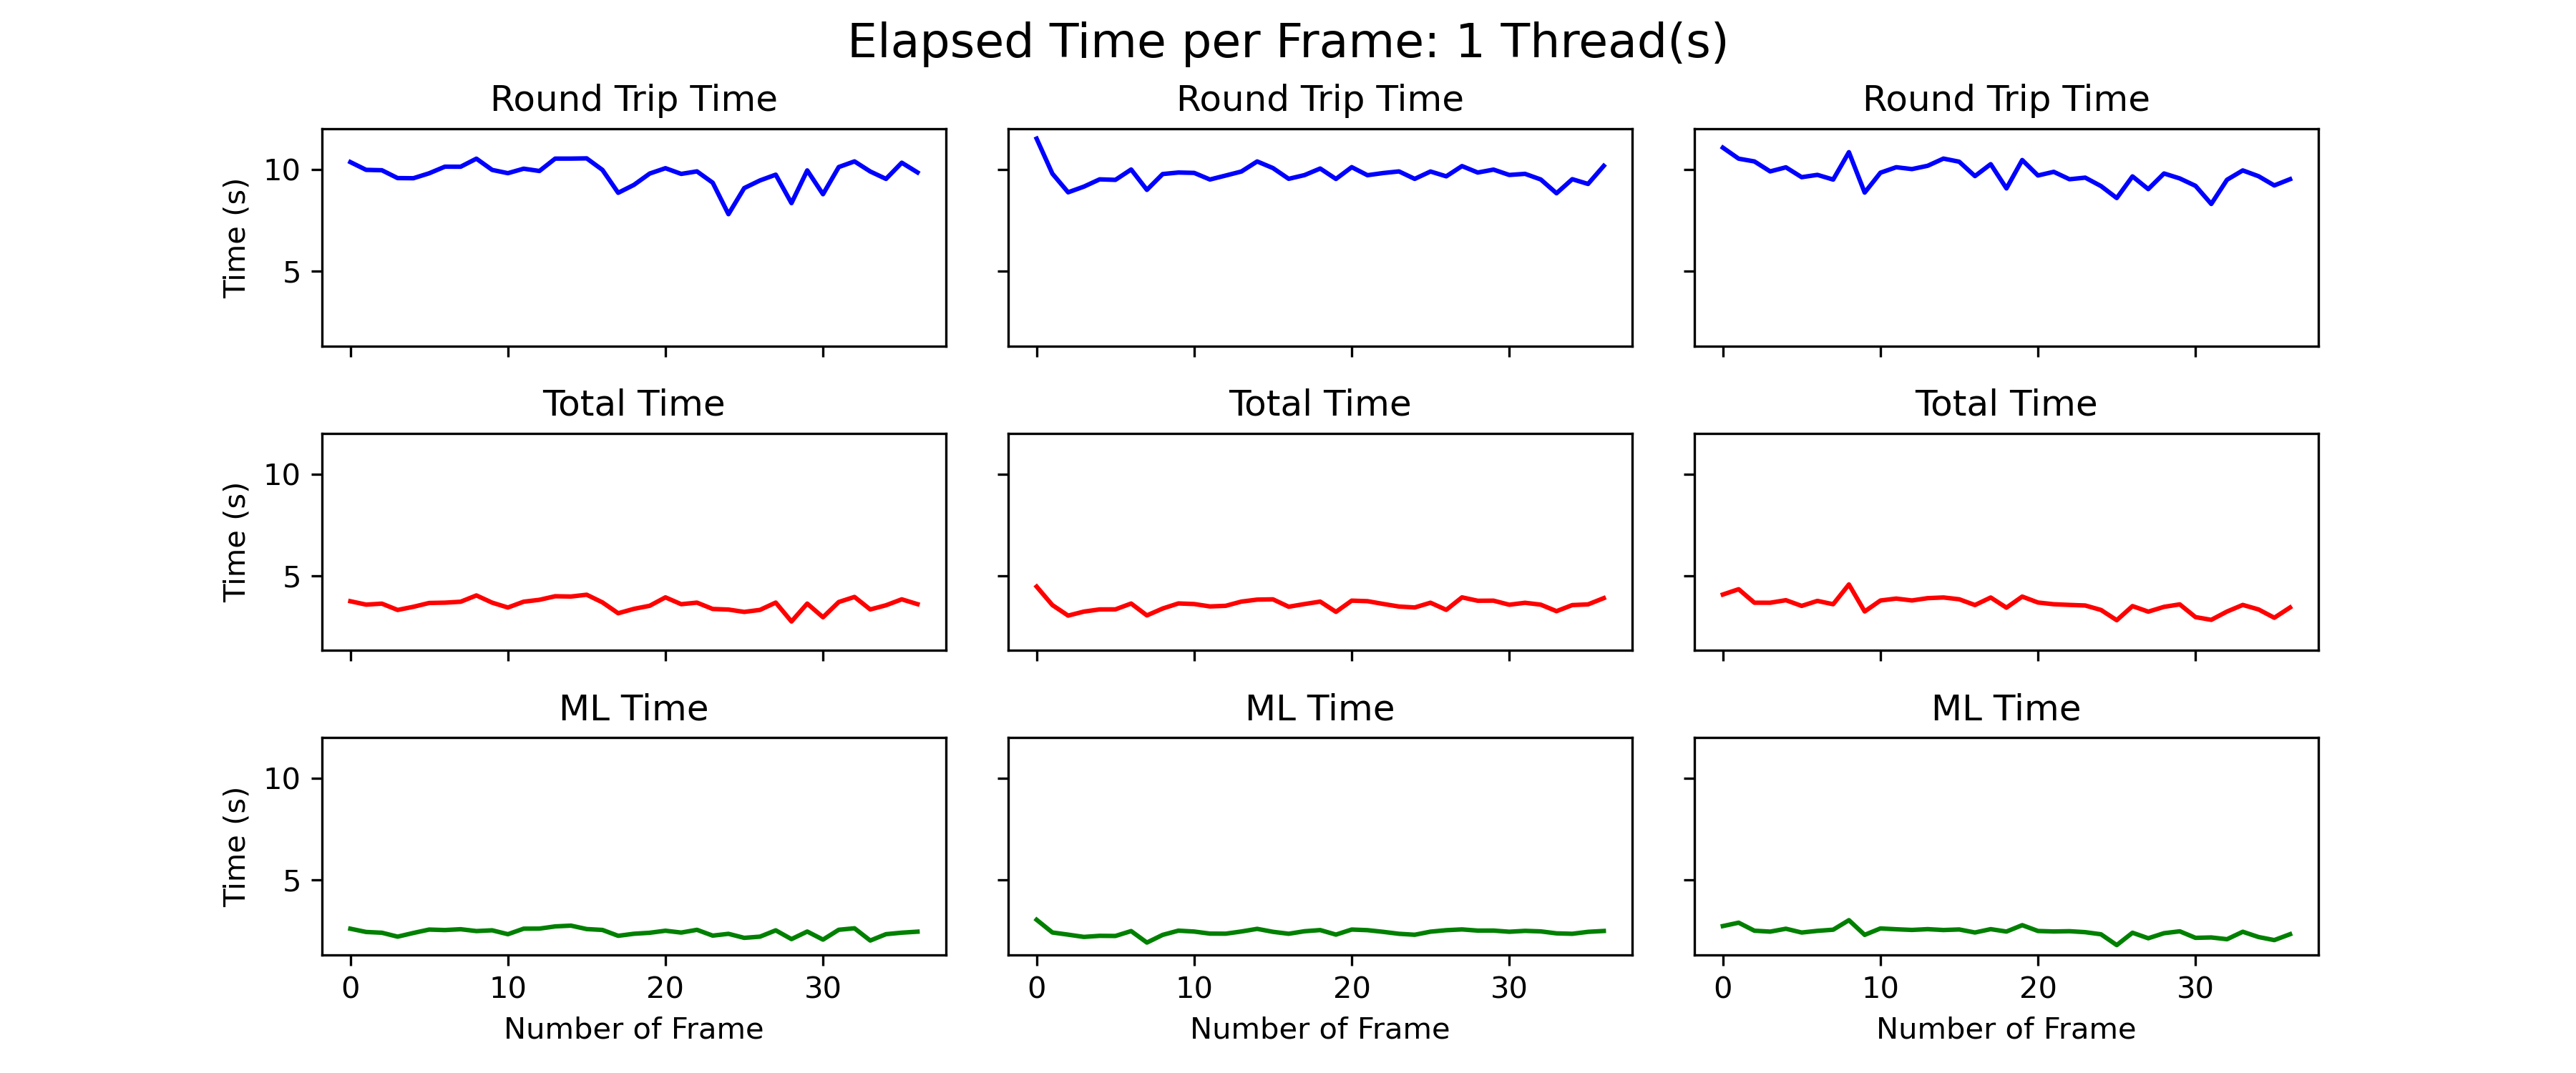 Elapsed Time per Frame: 1 Thread(s)
Round Trip Time Round Trip Time Round Trip Time
10
5
Time (s)
Total Time Total Time Total Time
10
5
Time (s)
ML Time ML Time ML Time
10
5
Time (s)
0 10 20 30 0 10 20 30 0 10 20 30
Number of Frame Number of Frame Number of Frame